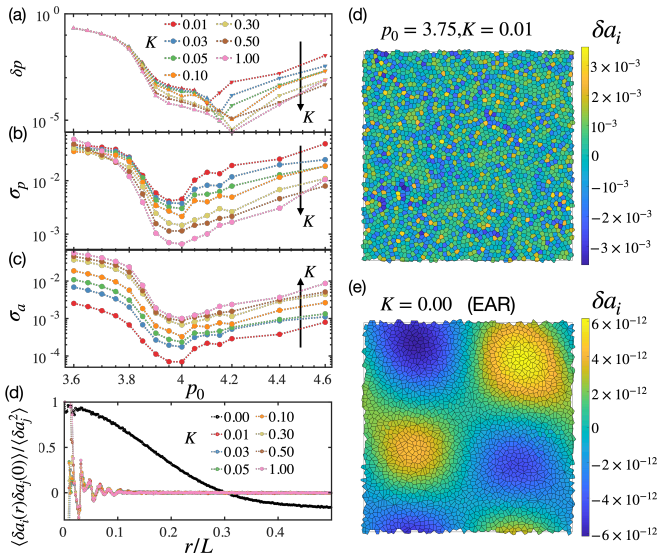 (a)
δp
10^0
10^-5
K
0.01
0.03
0.05
0.10
0.30
0.50
1.00
K
(b)
σ_p
10^-2
10^-3
K
(c)
σ_a
10^-2
10^-3
10^-4
K
3.6 3.8 4 4.2 4.4 4.6
p_0
(d)
⟨δa_i(r)δa_j(0)⟩/⟨δa_j^2⟩
1
0.5
0
K
0.00
0.01
0.03
0.05
0.10
0.30
0.50
1.00
0 0.1 0.2 0.3 0.4
r/L
(d)
p_0 = 3.75, K = 0.01
δa_i
3×10^-3
10^-3
1×10^-3
0
-10^-3
-2×10^-3
-3×10^-3
(e)
K = 0.00 (EAR)
δa_i
6×10^-12
4×10^-12
2×10^-12
0
-2×10^-12
-4×10^-12
-6×10^-12